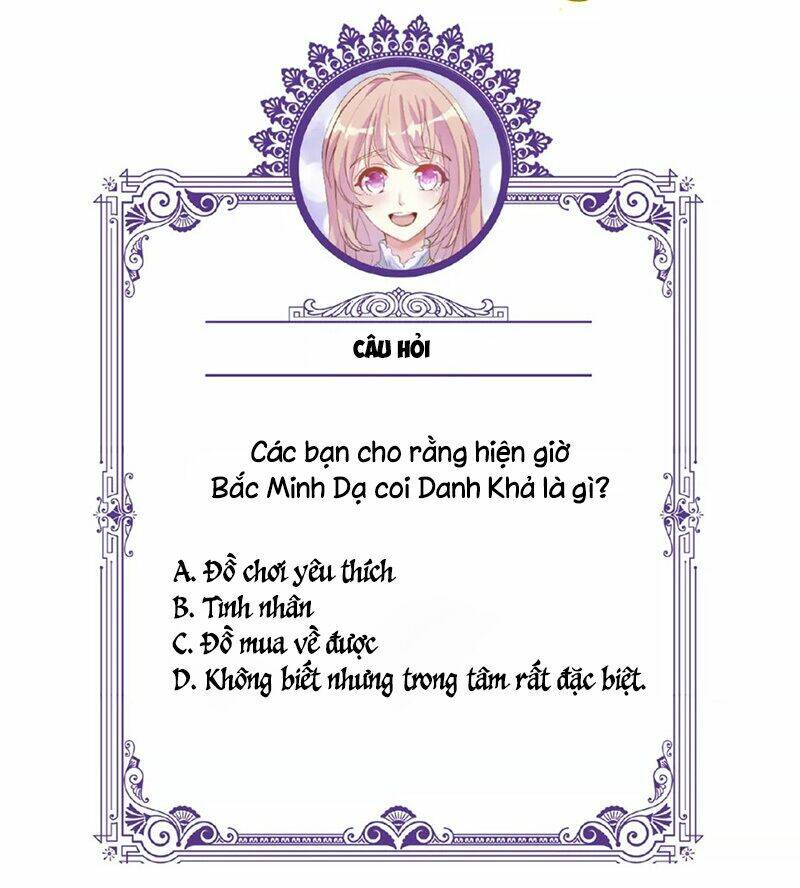 CÂU HỎI
Các bạn cho rằng hiện giờ
Bắc Minh Dạ coi Danh Khả là gì?
A. Đồ chơi yêu thích
B. Tình nhân
C. Đồ mua về được
D. Không biết nhưng trong tâm rất đặc biệt.